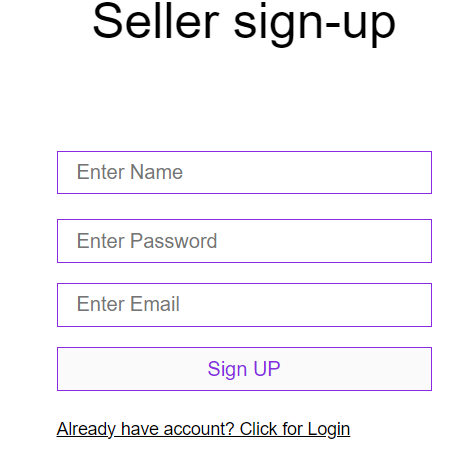 Seller sign-up
Enter Name
Enter Password
Enter Email
Sign UP
Already have account? Click for Login